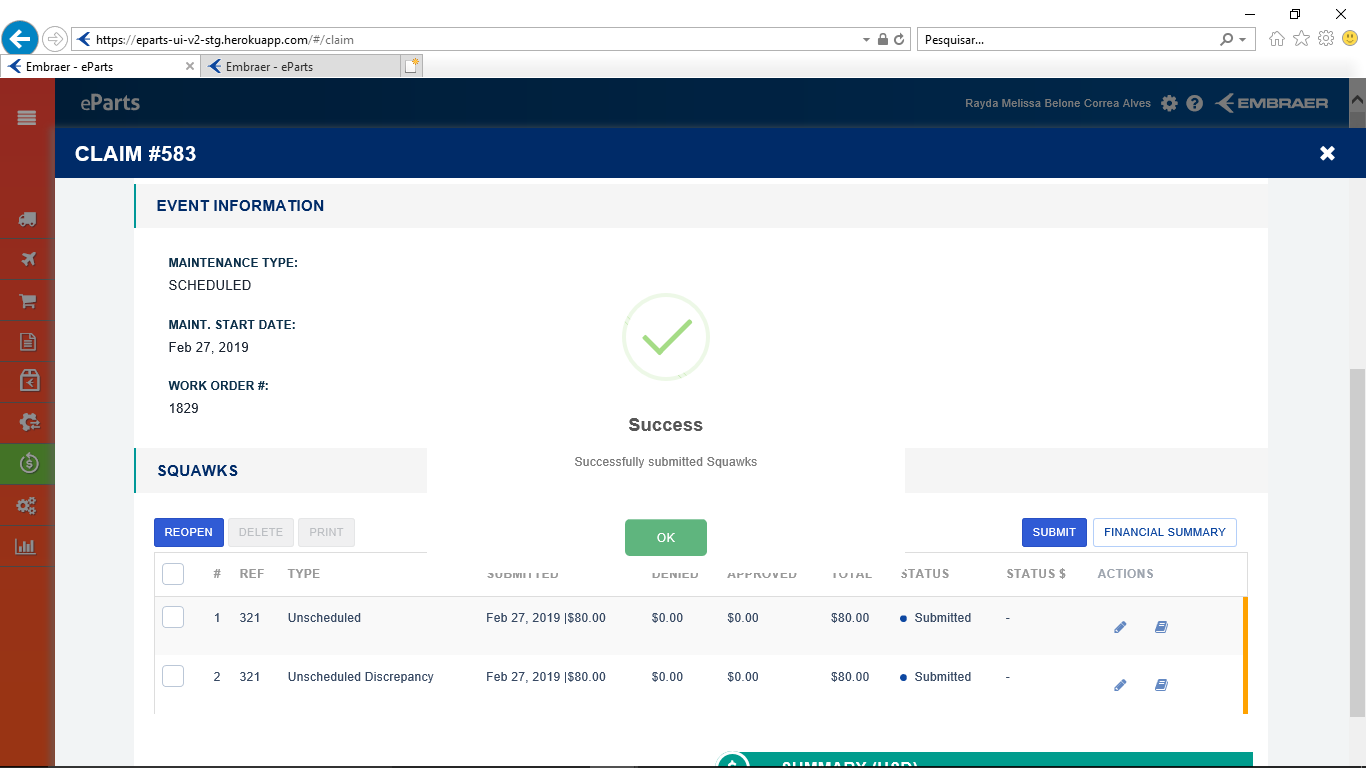 https://eparts-ui-v2-stg.herokuapp.com/#/claim
Pesquisar...
Embraer - eParts
Embraer - eParts
eParts
Rayda Melissa Belone Correa Alves
EMBRAER
CLAIM #583
EVENT INFORMATION
MAINTENANCE TYPE:
SCHEDULED
MAINT. START DATE:
Feb 27, 2019
WORK ORDER #:
1829
Success
Successfully submitted Squawks
OK
SQUAWKS
REOPEN DELETE PRINT SUBMIT FINANCIAL SUMMARY
# REF TYPE SUBMITTED DENIED APPROVED TOTAL STATUS STATUS $ ACTIONS
1 321 Unscheduled Feb 27, 2019 |$80.00 $0.00 $0.00 $80.00 Submitted -
2 321 Unscheduled Discrepancy Feb 27, 2019 |$80.00 $0.00 $0.00 $80.00 Submitted -
SUMMARY (USD)